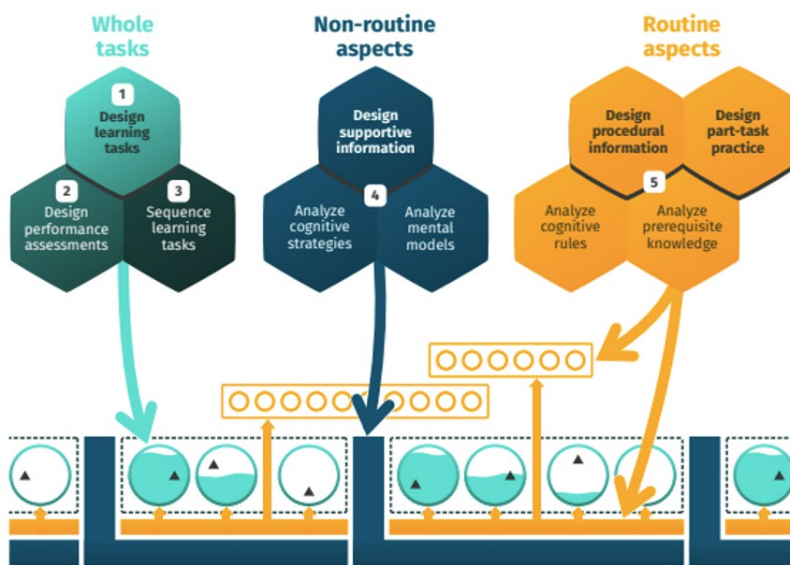 Whole
tasks
1
Design
learning
tasks
2
Design
performance
assessments
3
Sequence
learning
tasks
Non-routine
aspects
Design
supportive
information
4
Analyze
cognitive
strategies
Analyze
mental
models
Routine
aspects
Design
procedural
information
Design
part-task
practice
5
Analyze
cognitive
rules
Analyze
prerequisite
knowledge